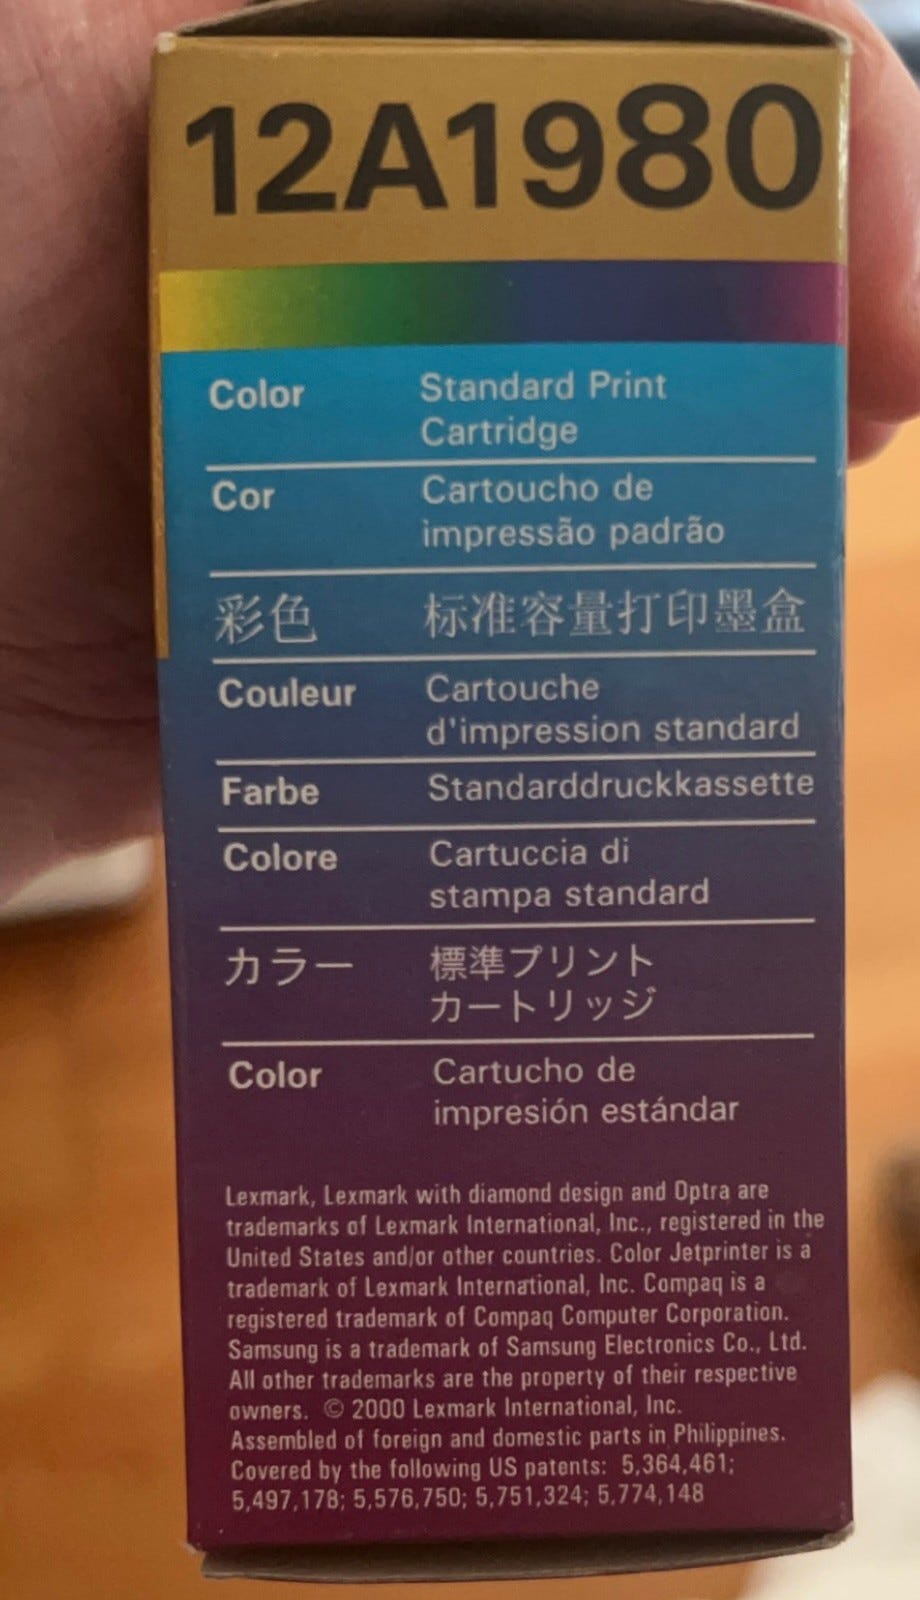 12A1980
Color Standard Print
Cartridge
Cor Cartoucho de
impressão padrão
彩色 标准容量打印墨盒
Couleur Cartouche
d'impression standard
Farbe Standarddruckkassette
Colore Cartuccia di
stampa standard
カラー 標準プリント
カートリッジ
Color Cartucho de
impresión estándar
Lexmark, Lexmark with diamond design and Optra are
trademarks of Lexmark International, Inc., registered in the
United States and/or other countries. Color Jetprinter is a
trademark of Lexmark International, Inc. Compaq is a
registered trademark of Compaq Computer Corporation.
Samsung is a trademark of Samsung Electronics Co., Ltd.
All other trademarks are the property of their respective
owners. © 2000 Lexmark International, Inc.
Assembled of foreign and domestic parts in Philippines.
Covered by the following US patents: 5,364,461;
5,497,178; 5,576,750; 5,751,324; 5,774,148